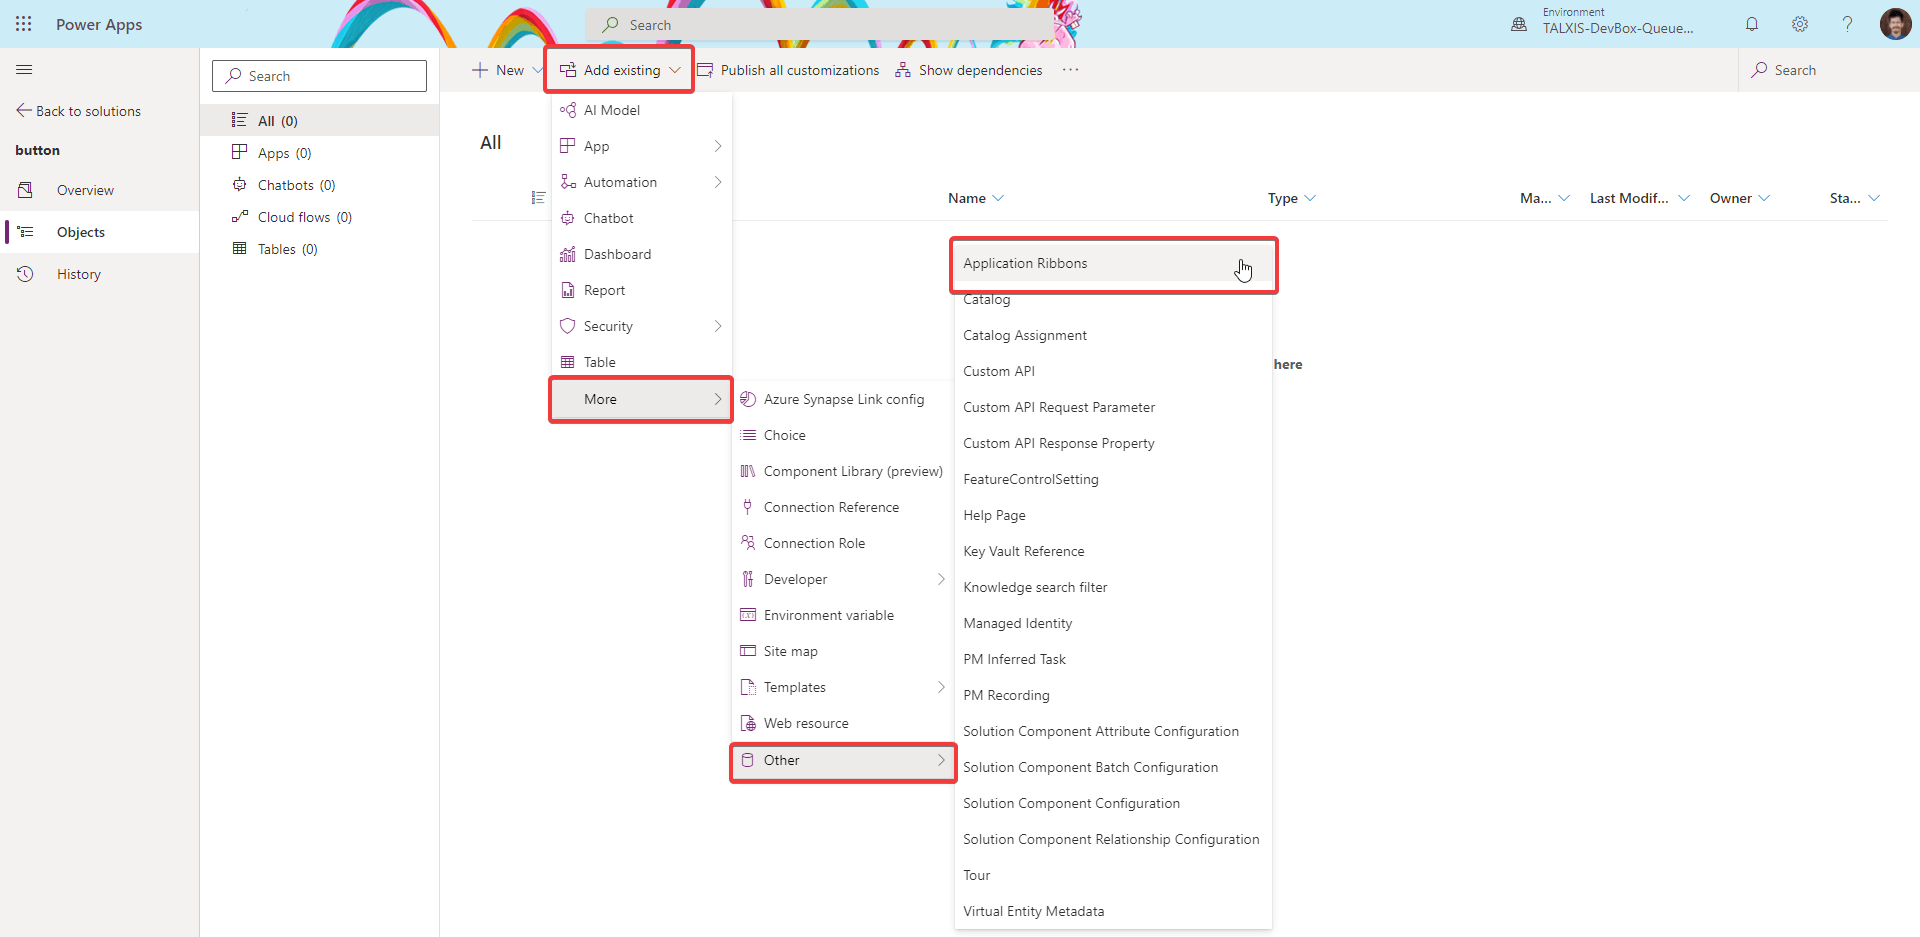 Power Apps
Search
Environment
TALXIS-DevBox-Queue...
Back to solutions
button
Overview
Objects
History
Search
All (0)
Apps (0)
Chatbots (0)
Cloud flows (0)
Tables (0)
New
Add existing
Publish all customizations
Show dependencies
...
Search
All
Name
Type
Ma...
Last Modif...
Owner
Sta...
here
AI Model
App
Automation
Chatbot
Dashboard
Report
Security
Table
More
Azure Synapse Link config
Choice
Component Library (preview)
Connection Reference
Connection Role
Developer
Environment variable
Site map
Templates
Web resource
Other
Application Ribbons
Catalog
Catalog Assignment
Custom API
Custom API Request Parameter
Custom API Response Property
FeatureControlSetting
Help Page
Key Vault Reference
Knowledge search filter
Managed Identity
PM Inferred Task
PM Recording
Solution Component Attribute Configuration
Solution Component Batch Configuration
Solution Component Configuration
Solution Component Relationship Configuration
Tour
Virtual Entity Metadata